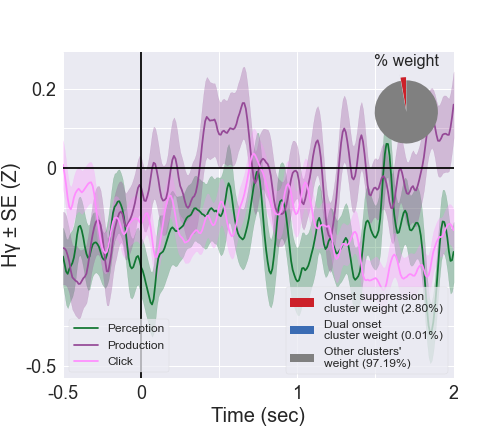 % weight
0.2
0
-0.5
Hγ ± SE (Z)
Perception
Production
Click
Onset suppression
cluster weight (2.80%)
Dual onset
cluster weight (0.01%)
Other clusters'
weight (97.19%)
-0.5
0
1
2
Time (sec)